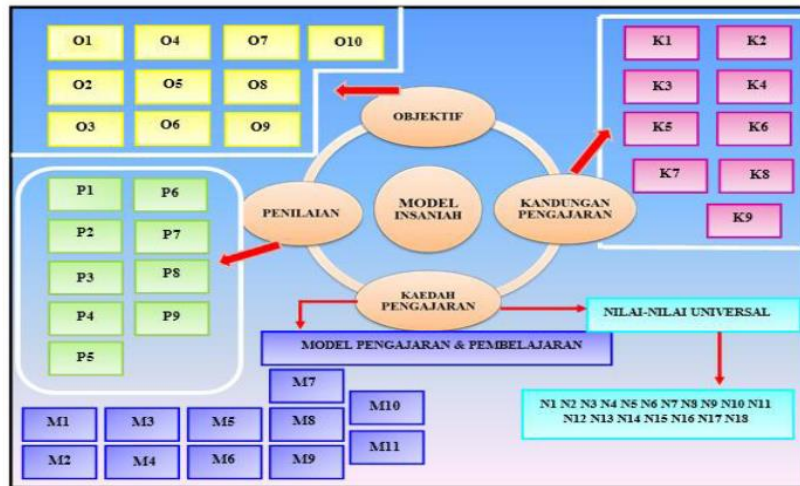 O1 O4 O7 O10
O2 O5 O8
O3 O6 O9
K1 K2
K3 K4
K5 K6
K7 K8
K9
OBJEKTIF
PENILAIAN
MODEL
INSANIAH
KANDUNGAN
PENGAJARAN
KAEDAH
PENGAJARAN
P1 P6
P2 P7
P3 P8
P4 P9
P5
NILAI-NILAI UNIVERSAL
MODEL PENGAJARAN & PEMBELAJARAN
N1 N2 N3 N4 N5 N6 N7 N8 N9 N10 N11
N12 N13 N14 N15 N16 N17 N18
M7
M10
M1 M3 M5 M8
M11
M2 M4 M6 M9